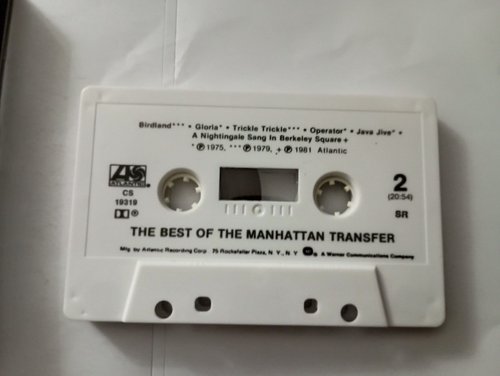 Birdland*** • Gloria* • Trickle Trickle*** • Operator* • Java Jive* •
A Nightingale Sang In Berkeley Square +
* ℗ 1975, *** ℗ 1979, + ℗ 1981 Atlantic
ATLANTIC
CS
19319
2
(20:54)
SR
THE BEST OF THE MANHATTAN TRANSFER
Mfg. by Atlantic Recording Corp. 75 Rockefeller Plaza, N.Y., N.Y. A Warner Communications Company